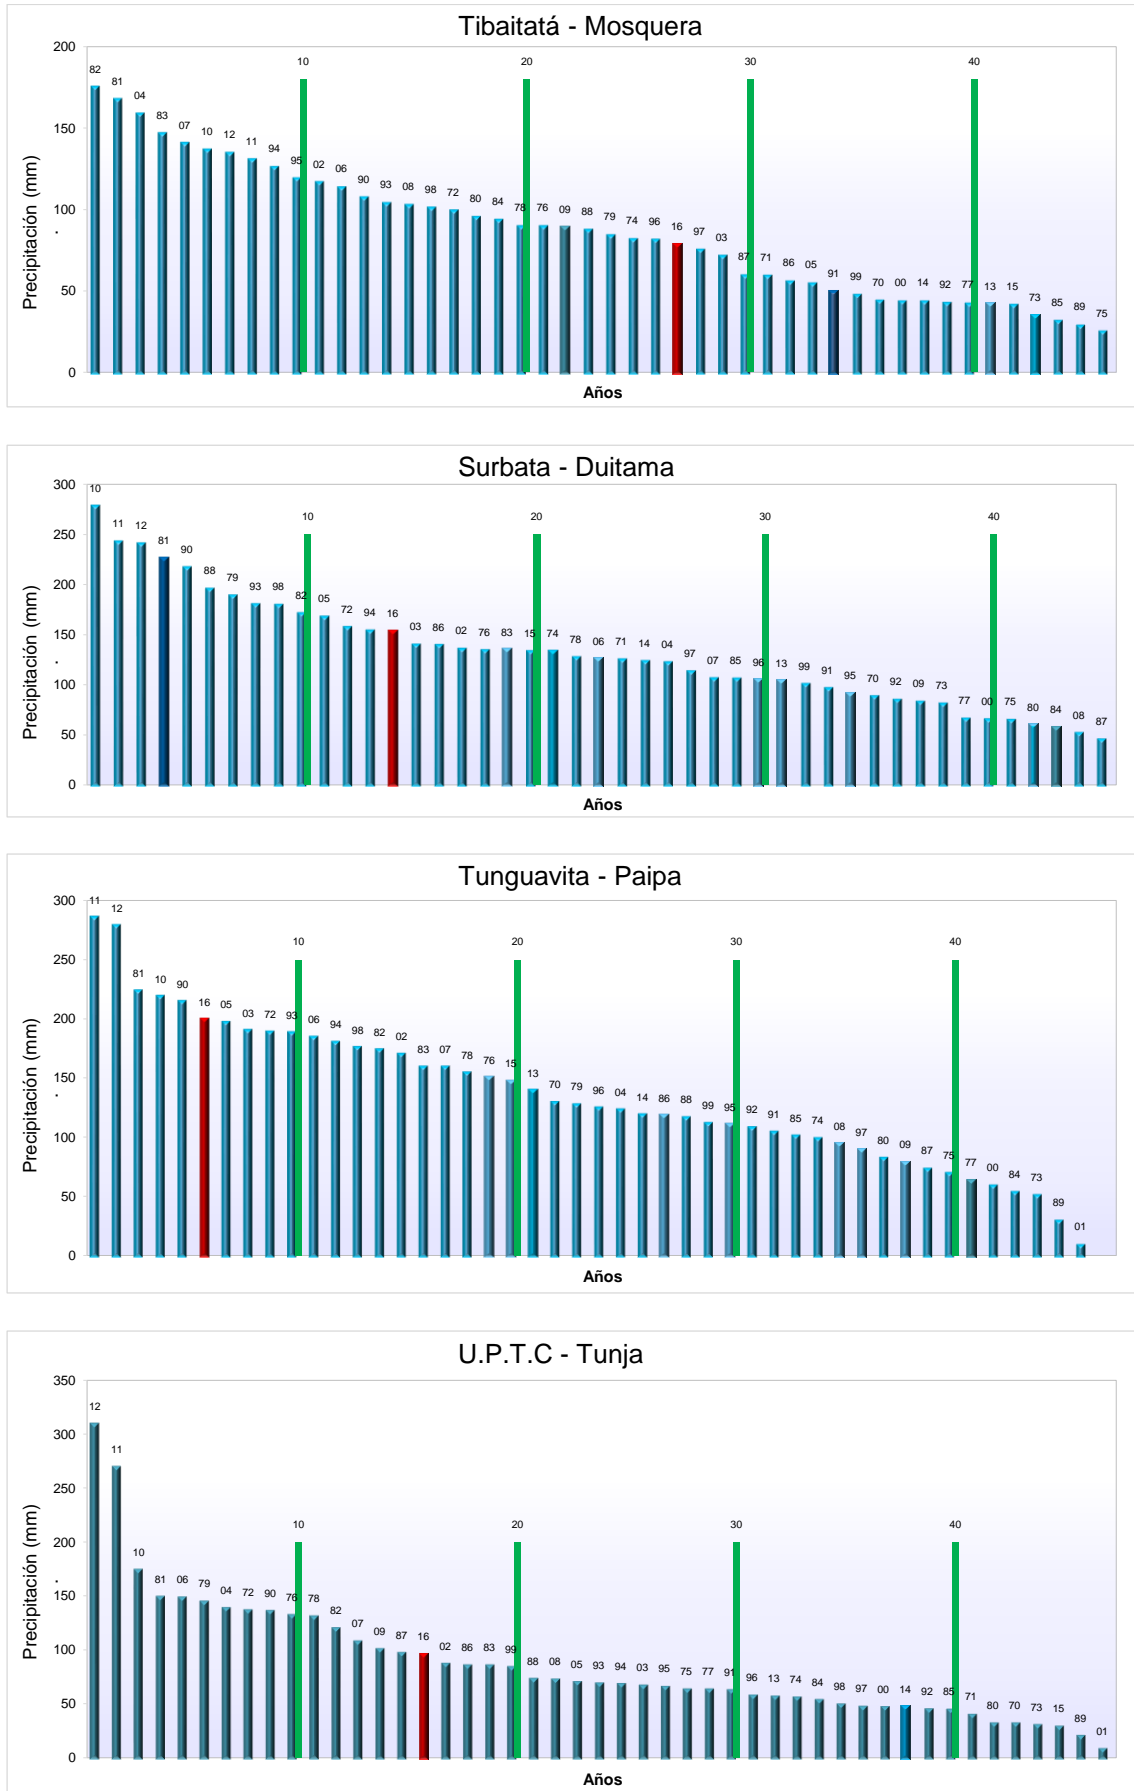 Tibaitatá - Mosquera
Precipitación (mm)
.
200
150
100
50
0
10 20 30 40
82 81 04 83 07 10 12 11 94 95 02 06 90 93 08 98 72 80 84 78 76 09 88 79 74 96 16 97 03 87 71 86 05 91 99 70 00 14 92 77 13 15 73 85 89 75
Años
Surbata - Duitama
Precipitación (mm)
.
300
250
200
150
100
50
0
10 20 30 40
10 11 12 81 90 88 79 93 98 82 05 72 94 16 03 86 02 76 83 15 74 78 06 71 14 04 97 07 85 96 13 99 91 95 70 92 09 73 77 00 75 80 84 08 87
Años
Tunguavita - Paipa
Precipitación (mm)
.
300
250
200
150
100
50
0
10 20 30 40
11 12 81 10 90 16 05 03 72 93 06 94 98 82 02 83 07 78 76 15 13 70 79 96 04 14 86 88 99 95 92 91 85 74 08 97 80 09 87 75 77 00 84 73 89 01
Años
U.P.T.C - Tunja
Precipitación (mm)
.
350
300
250
200
150
100
50
0
10 20 30 40
12 11 10 81 06 79 04 72 90 76 78 82 07 09 87 16 02 86 83 99 88 08 05 93 94 03 95 75 77 91 96 13 74 84 98 97 00 14 92 85 71 80 70 73 15 89 01
Años